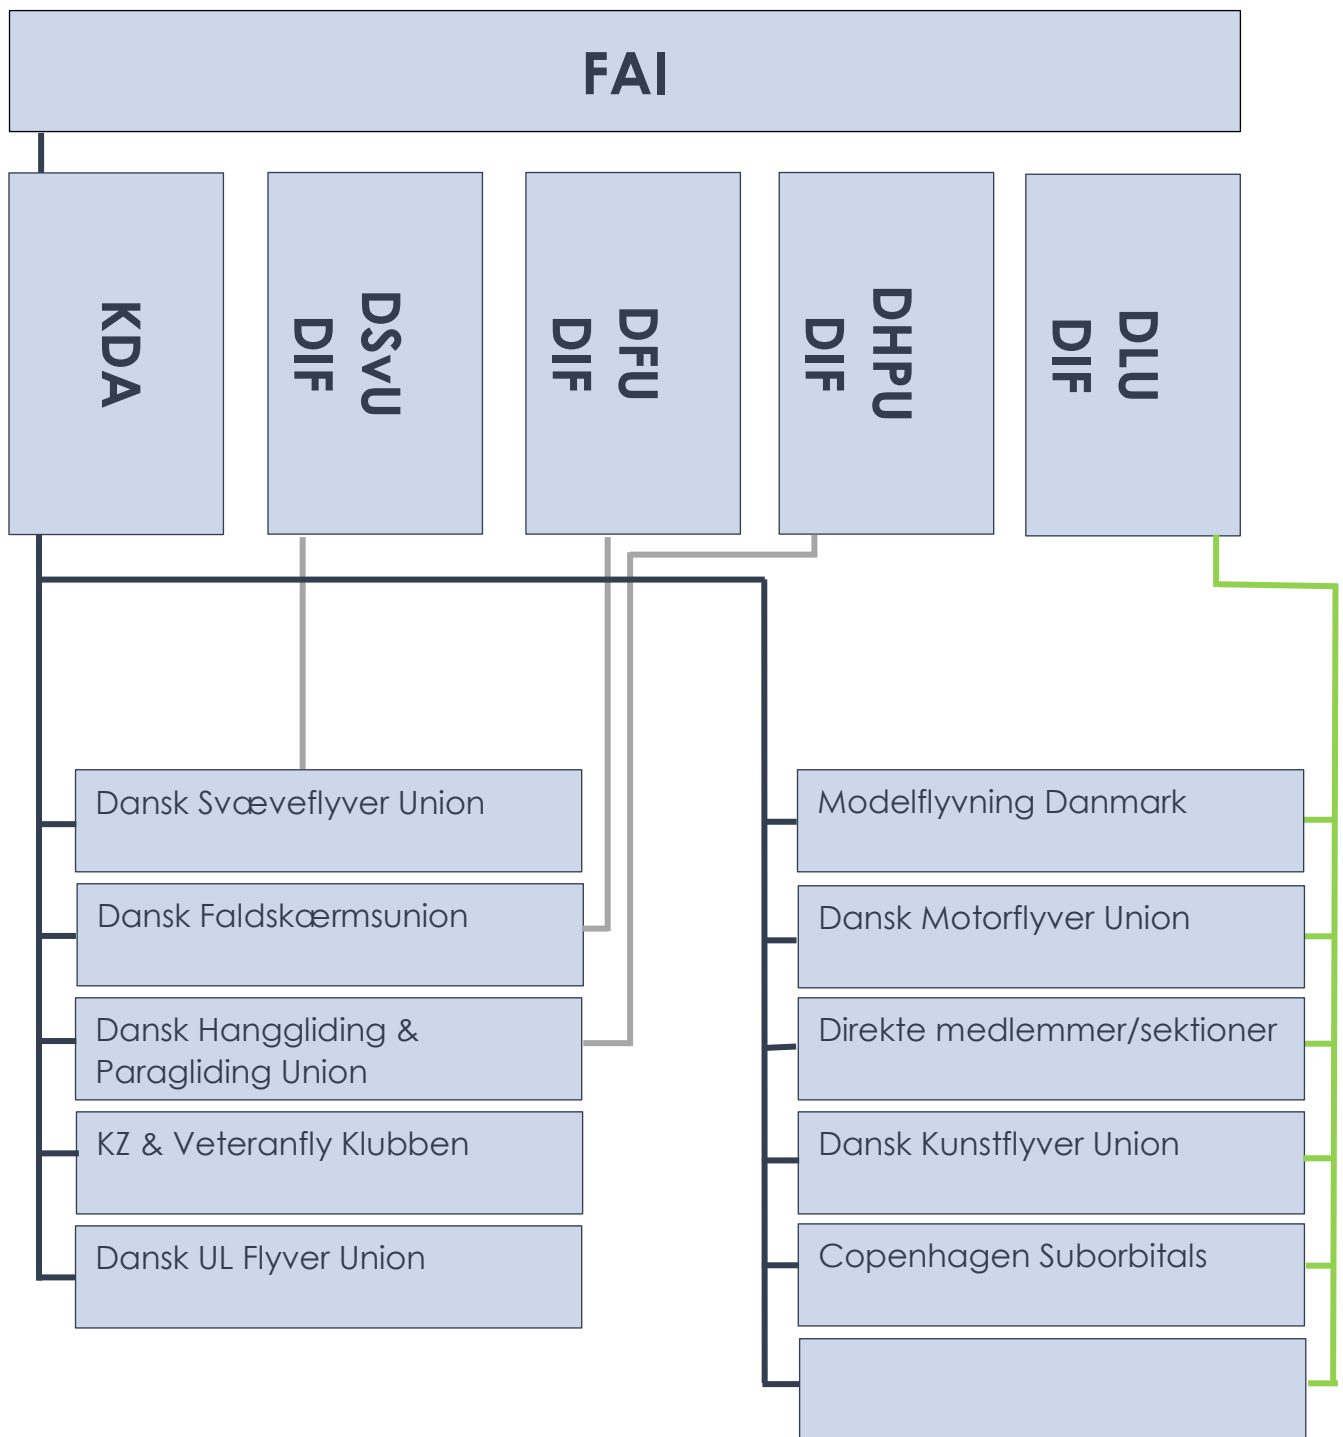 FAI
KDA
DSvU
DIF
DFU
DIF
DHPU
DIF
DLU
DIF
Dansk Svæveflyver Union
Dansk Faldskærmsunion
Dansk Hanggliding &
Paragliding Union
KZ & Veteranfly Klubben
Dansk UL Flyver Union
Modelflyvning Danmark
Dansk Motorflyver Union
Direkte medlemmer/sektioner
Dansk Kunstflyver Union
Copenhagen Suborbitals